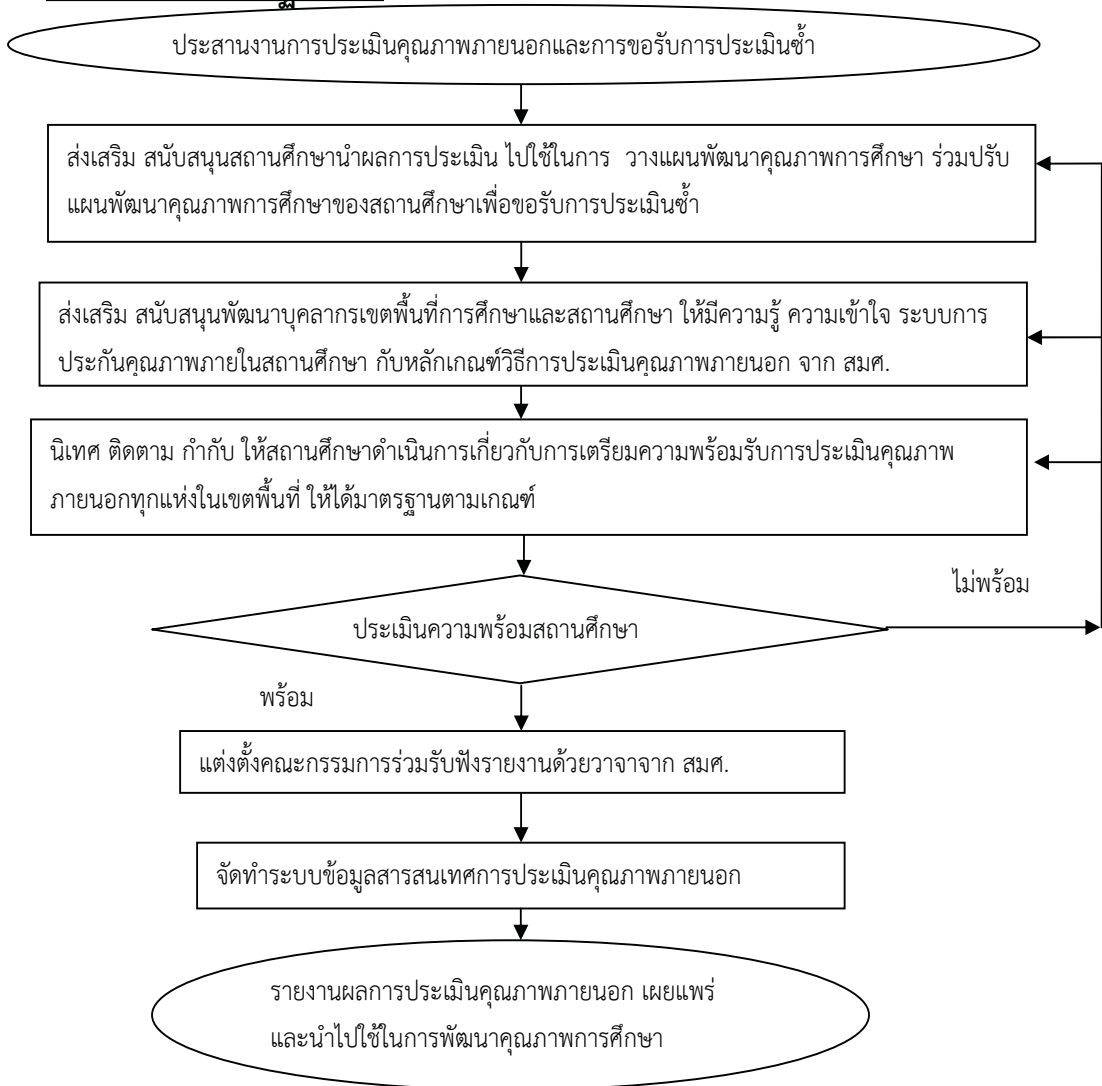 ประสานงานการประเมินคุณภาพภายนอกและการขอรับการประเมินซ้ำ
ส่งเสริม สนับสนุนสถานศึกษานำผลการประเมิน ไปใช้ในการ วางแผนพัฒนาคุณภาพการศึกษา ร่วมปรับ
แผนพัฒนาคุณภาพการศึกษาของสถานศึกษาเพื่อขอรับการประเมินซ้ำ
ส่งเสริม สนับสนุนพัฒนาบุคลากรเขตพื้นที่การศึกษาและสถานศึกษา ให้มีความรู้ ความเข้าใจ ระบบการ
ประกันคุณภาพภายในสถานศึกษา กับหลักเกณฑ์วิธีการประเมินคุณภาพภายนอก จาก สมศ.
นิเทศ ติดตาม กำกับ ให้สถานศึกษาดำเนินการเกี่ยวกับการเตรียมความพร้อมรับการประเมินคุณภาพ
ภายนอกทุกแห่งในเขตพื้นที่ ให้ได้มาตรฐานตามเกณฑ์
ไม่พร้อม
ประเมินความพร้อมสถานศึกษา
พร้อม
แต่งตั้งคณะกรรมการร่วมรับฟังรายงานด้วยวาจาจาก สมศ.
จัดทำระบบข้อมูลสารสนเทศการประเมินคุณภาพภายนอก
รายงานผลการประเมินคุณภาพภายนอก เผยแพร่
และนำไปใช้ในการพัฒนาคุณภาพการศึกษา